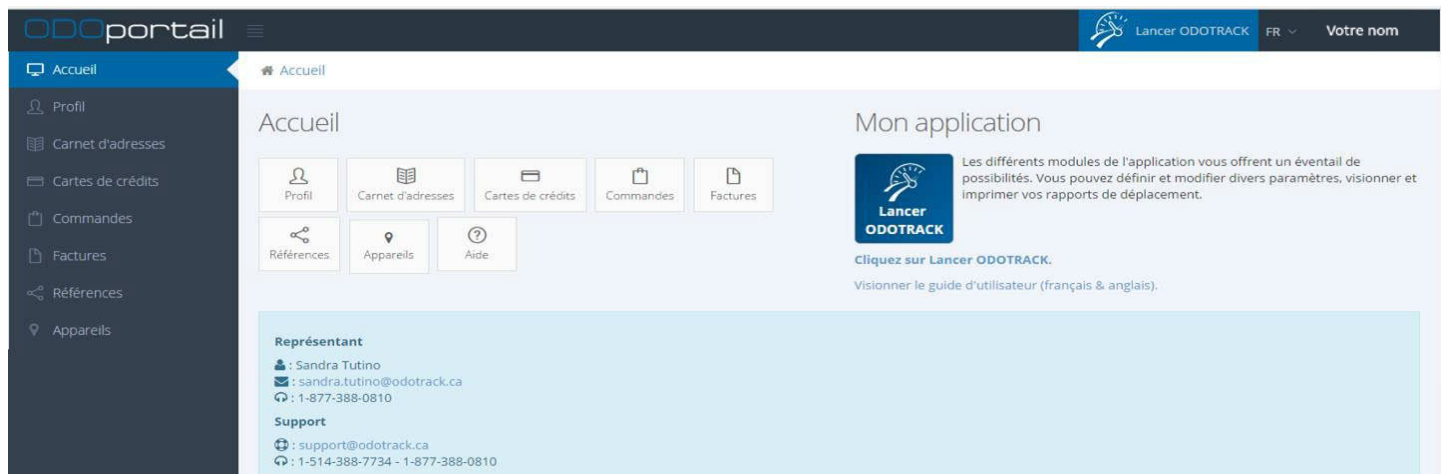 ODOportail
Lancer ODOTRACK
FR
Votre nom
Accueil
Profil
Carnet d'adresses
Cartes de crédits
Commandes
Factures
Références
Appareils
Accueil
Accueil
Profil
Carnet d'adresses
Cartes de crédits
Commandes
Factures
Références
Appareils
Aide
Mon application
Lancer
ODOTRACK
Les différents modules de l'application vous offrent un éventail de
possibilités. Vous pouvez définir et modifier divers paramètres, visionner et
imprimer vos rapports de déplacement.
Cliquez sur Lancer ODOTRACK.
Visionner le guide d'utilisateur (français & anglais).
Représentant
: Sandra Tutino
: sandra.tutino@odotrack.ca
: 1-877-388-0810
Support
: support@odotrack.ca
: 1-514-388-7734 - 1-877-388-0810